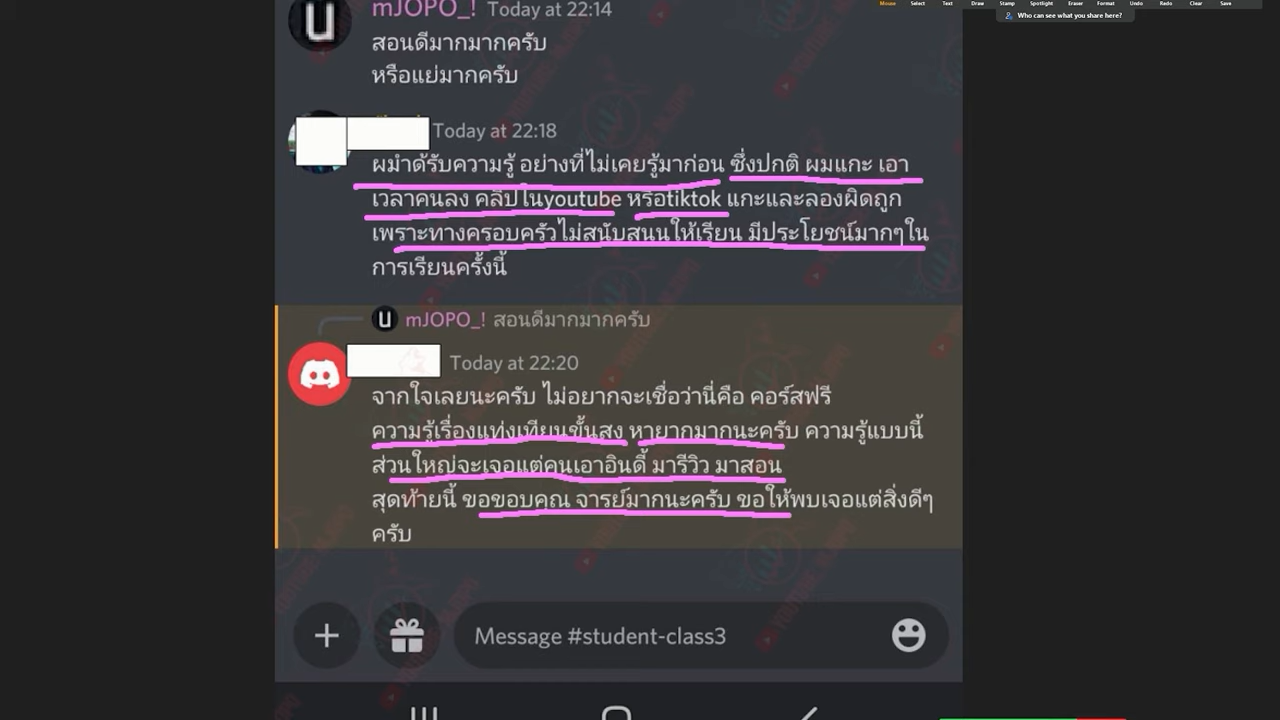 Mouse Select Text Draw Stamp Spotlight Eraser Format Undo Redo Clear Save
Who can see what you share here?
mJOPO_! Today at 22:14
สอนดีมากมากครับ
หรือแย่มากครับ
Today at 22:18
ผมำด้รับความรู้ อย่างที่ไม่เคยรู้มาก่อน ซึ่งปกติ ผมแกะ เอา
เวลาคนลง คลิปในyoutube หรือtiktok แกะและลองผิดถูก
เพราะทางครอบครัวไม่สนับสนนให้เรียน มีประโยชน์มากๆใน
การเรียนครั้งนี้
mJOPO_! สอนดีมากมากครับ
Today at 22:20
จากใจเลยนะครับ ไม่อยากจะเชื่อว่านี่คือ คอร์สฟรี
ความรู้เรื่องแท่งเทียนขั้นสูง หายากมากนะครับ ความรู้แบบนี้
ส่วนใหญ่จะเจอแต่คนเอาอินดี้ มารีวิว มาสอน
สุดท้ายนี้ ขอขอบคุณ จารย์มากนะครับ ขอให้พบเจอแต่สิ่งดีๆ
ครับ
Message #student-class3